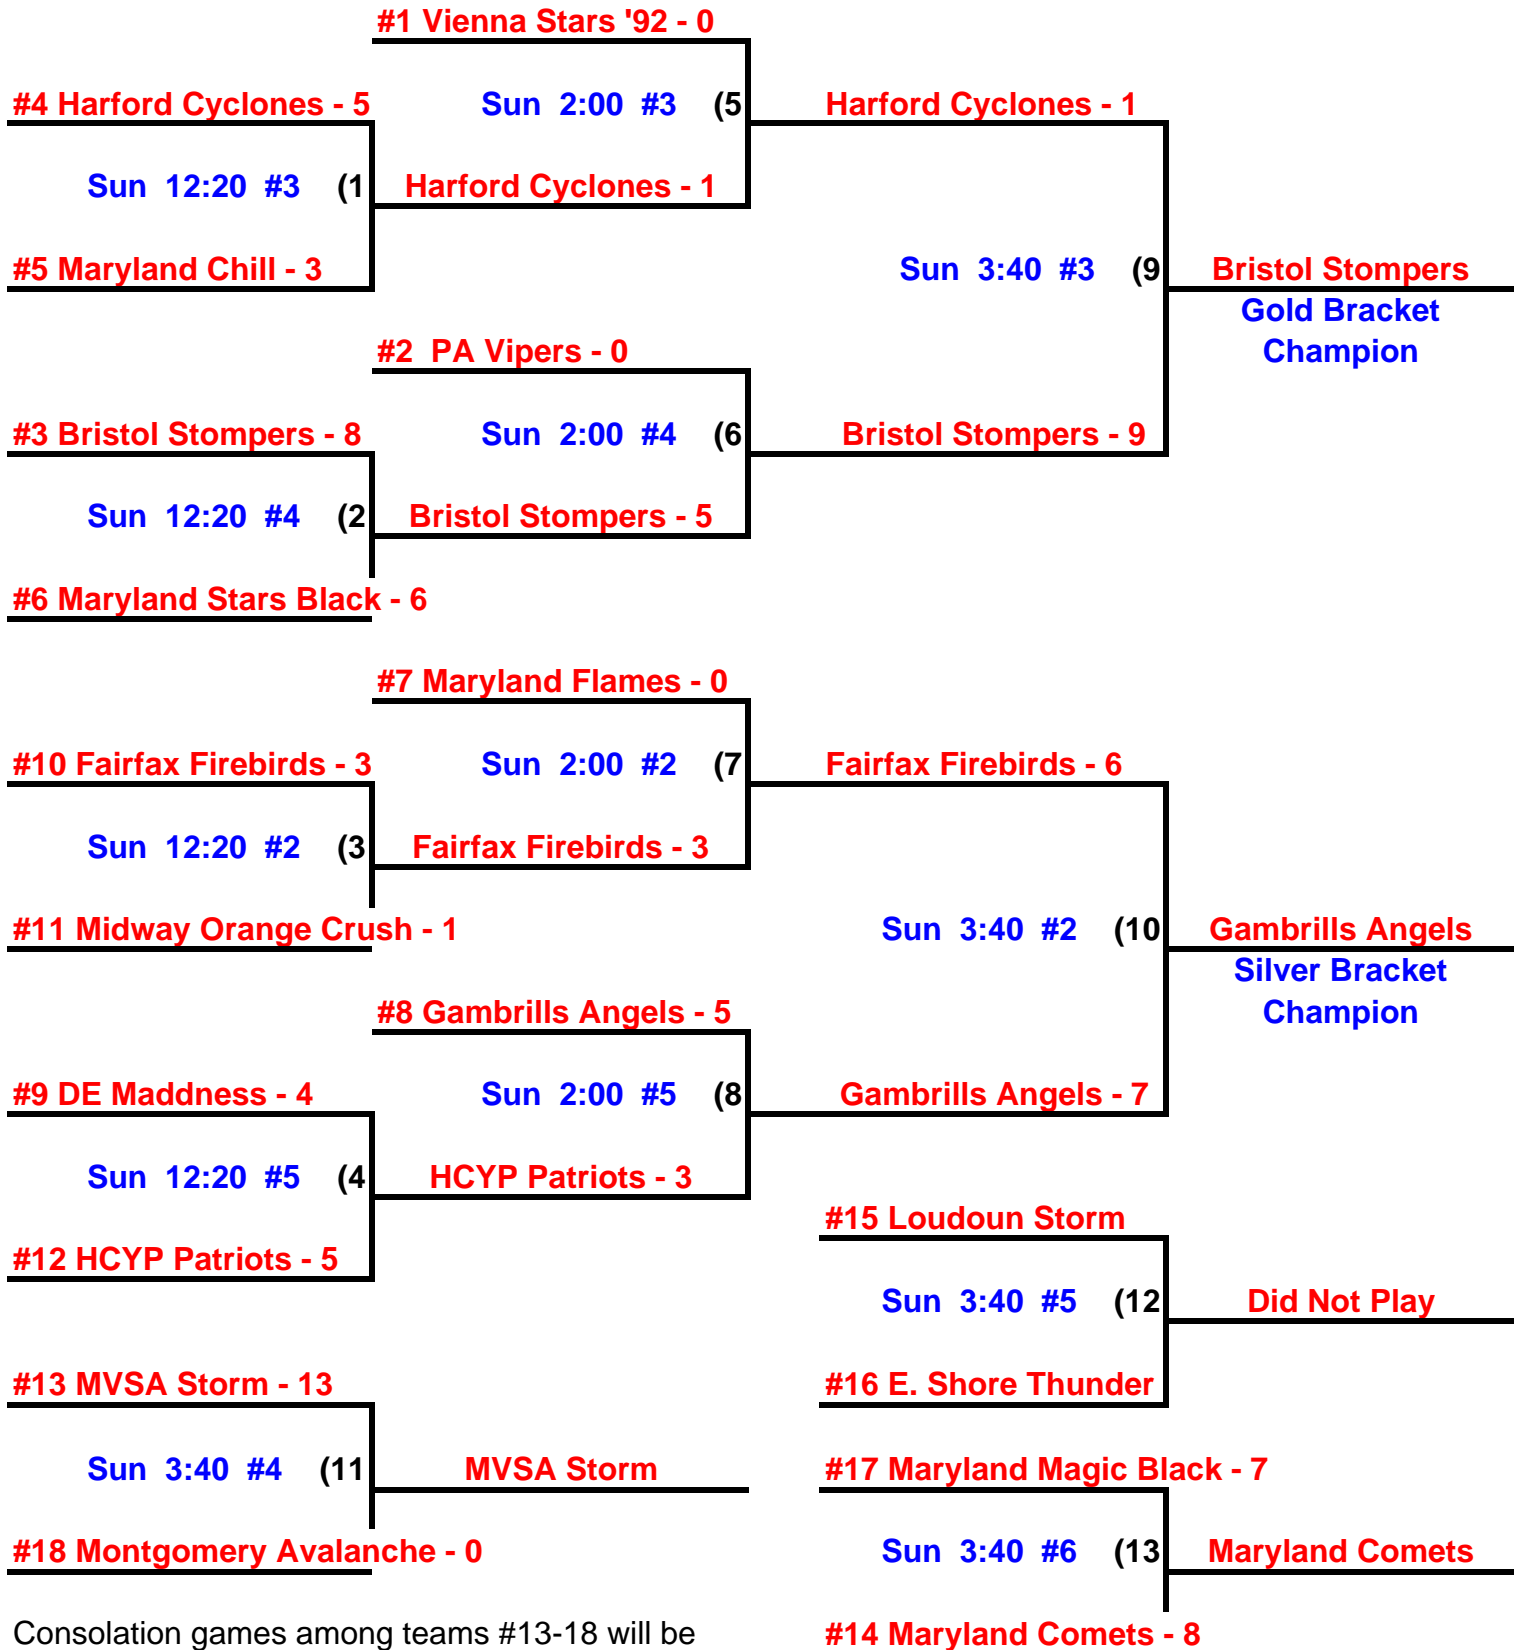 #1 Vienna Stars '92 - 0
#4 Harford Cyclones - 5
Sun 2:00 #3 (5
Harford Cyclones - 1
Sun 12:20 #3 (1
Harford Cyclones - 1
#5 Maryland Chill - 3
Sun 3:40 #3 (9
Bristol Stompers
Gold Bracket
Champion
#2 PA Vipers - 0
#3 Bristol Stompers - 8
Sun 2:00 #4 (6
Bristol Stompers - 9
Sun 12:20 #4 (2
Bristol Stompers - 5
#6 Maryland Stars Black - 6
#7 Maryland Flames - 0
#10 Fairfax Firebirds - 3
Sun 2:00 #2 (7
Fairfax Firebirds - 6
Sun 12:20 #2 (3
Fairfax Firebirds - 3
#11 Midway Orange Crush - 1
Sun 3:40 #2 (10
Gambrills Angels
Silver Bracket
Champion
#8 Gambrills Angels - 5
#9 DE Maddness - 4
Sun 2:00 #5 (8
Gambrills Angels - 7
Sun 12:20 #5 (4
HCYP Patriots - 3
#12 HCYP Patriots - 5
#15 Loudoun Storm
Sun 3:40 #5 (12
Did Not Play
#16 E. Shore Thunder
#13 MVSA Storm - 13
Sun 3:40 #4 (11
MVSA Storm
#18 Montgomery Avalanche - 0
#17 Maryland Magic Black - 7
Sun 3:40 #6 (13
Maryland Comets
#14 Maryland Comets - 8
Consolation games among teams #13-18 will be